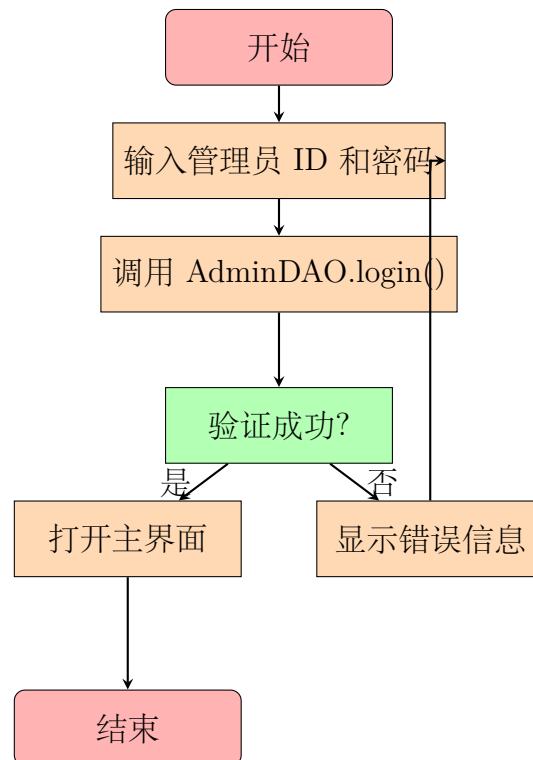 开始
输入管理员 ID 和密码
调用 AdminDAO.login()
验证成功?
是
否
打开主界面
显示错误信息
结束